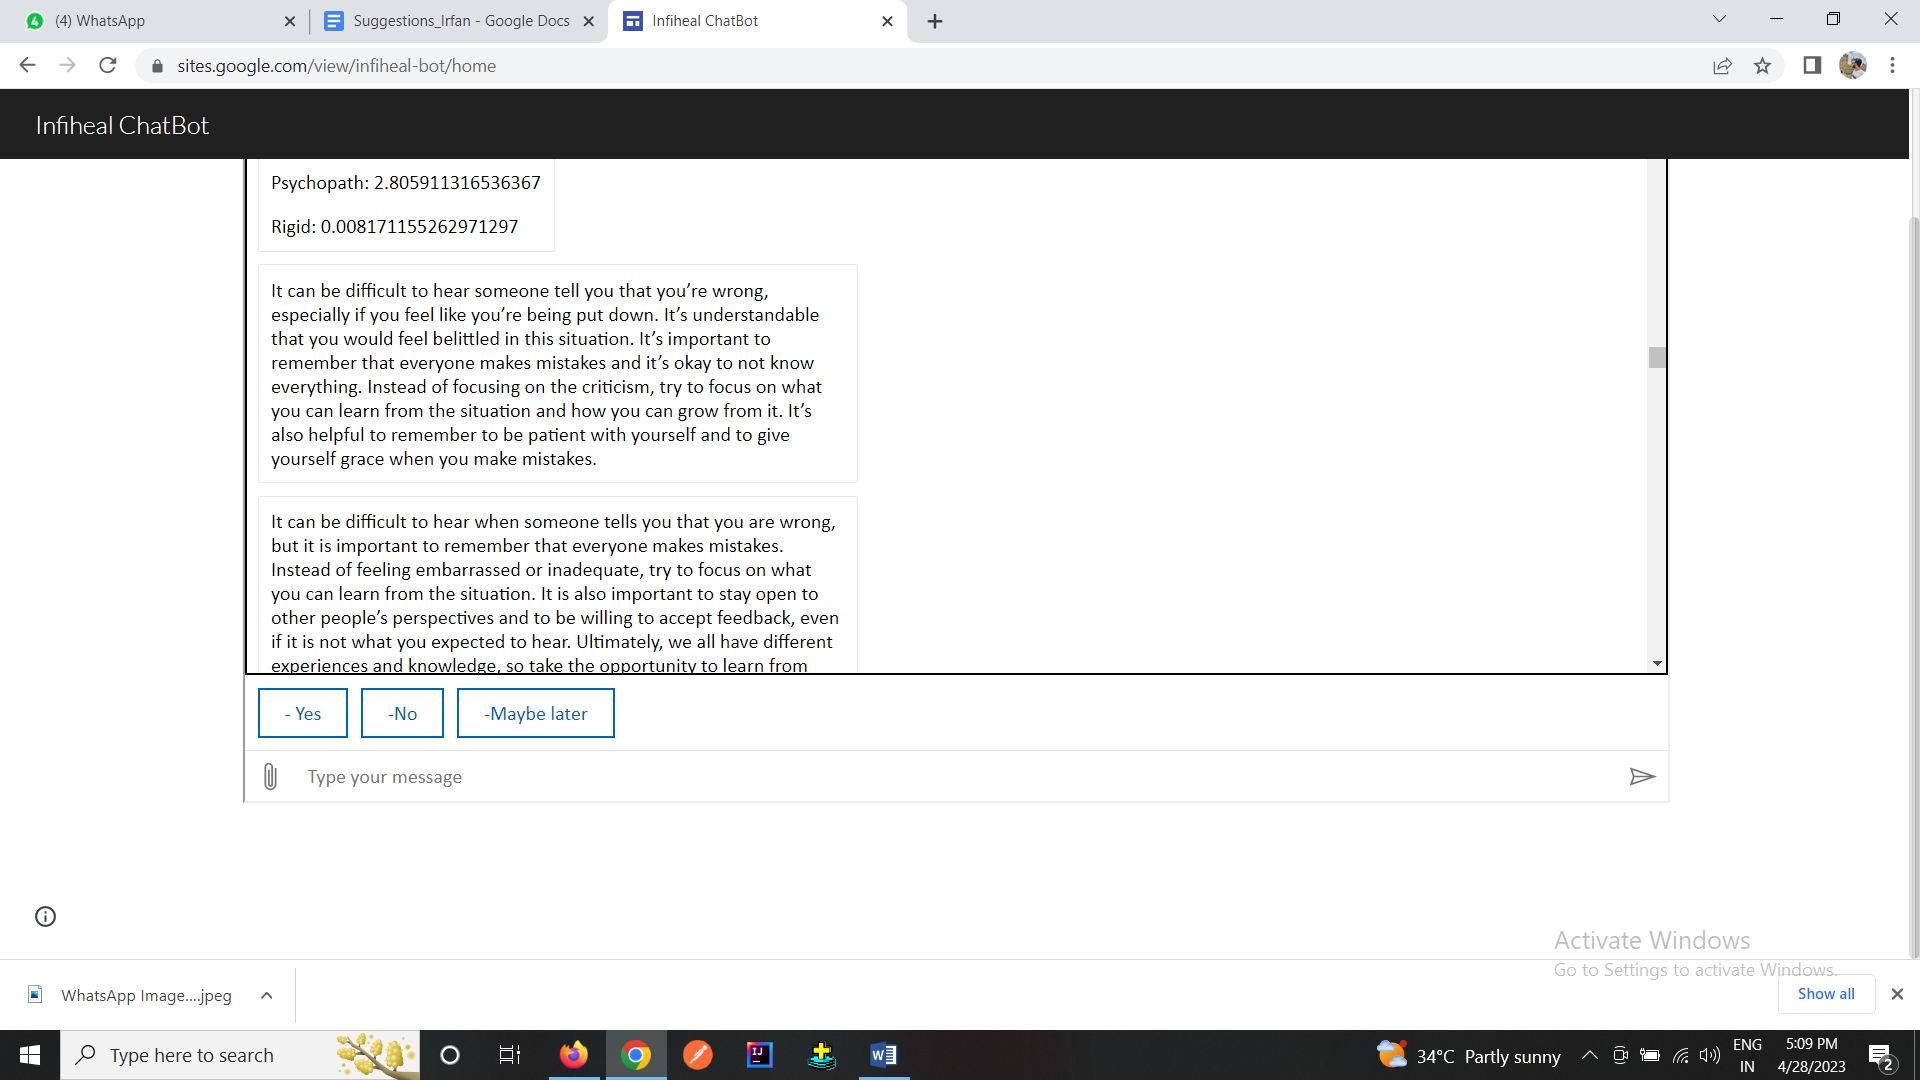 4
(4) WhatsApp
Suggestions_Irfan - Google Docs
Infiheal ChatBot
sites.google.com/view/infiheal-bot/home
Infiheal ChatBot
Psychopath: 2.805911316536367
Rigid: 0.008171155262971297
It can be difficult to hear someone tell you that you’re wrong,
especially if you feel like you’re being put down. It’s understandable
that you would feel belittled in this situation. It’s important to
remember that everyone makes mistakes and it’s okay to not know
everything. Instead of focusing on the criticism, try to focus on what
you can learn from the situation and how you can grow from it. It’s
also helpful to remember to be patient with yourself and to give
yourself grace when you make mistakes.
It can be difficult to hear when someone tells you that you are wrong,
but it is important to remember that everyone makes mistakes.
Instead of feeling embarrassed or inadequate, try to focus on what
you can learn from the situation. It is also important to stay open to
other people’s perspectives and to be willing to accept feedback, even
if it is not what you expected to hear. Ultimately, we all have different
experiences and knowledge, so take the opportunity to learn from
- Yes
-No
-Maybe later
Type your message
Activate Windows
Go to Settings to activate Windows.
WhatsApp Image....jpeg
Show all
Type here to search
IJ
W
34°C Partly sunny
ENG
IN
5:09 PM
4/28/2023
2